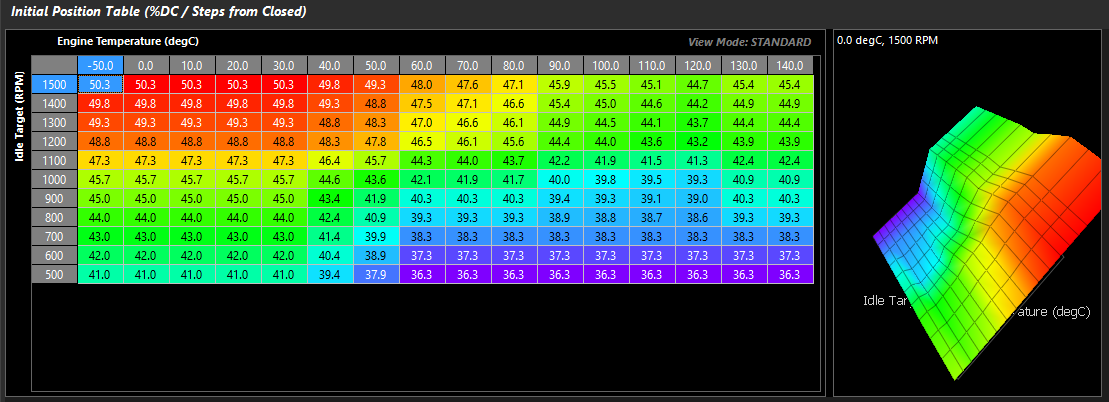 Initial Position Table (%DC / Steps from Closed)
Engine Temperature (degC)
View Mode: STANDARD
0.0 degC, 1500 RPM
Idle Target (RPM)
-50.0 0.0 10.0 20.0 30.0 40.0 50.0 60.0 70.0 80.0 90.0 100.0 110.0 120.0 130.0 140.0
1500 50.3 50.3 50.3 50.3 50.3 49.8 49.3 48.0 47.6 47.1 45.9 45.5 45.1 44.7 45.4 45.4
1400 49.8 49.8 49.8 49.8 49.8 49.3 48.8 47.5 47.1 46.6 45.4 45.0 44.6 44.2 44.9 44.9
1300 49.3 49.3 49.3 49.3 49.3 48.8 48.3 47.0 46.6 46.1 44.9 44.5 44.1 43.7 44.4 44.4
1200 48.8 48.8 48.8 48.8 48.8 48.3 47.8 46.5 46.1 45.6 44.4 44.0 43.6 43.2 43.9 43.9
1100 47.3 47.3 47.3 47.3 47.3 46.4 45.7 44.3 44.0 43.7 42.2 41.9 41.5 41.3 42.4 42.4
1000 45.7 45.7 45.7 45.7 45.7 44.6 43.6 42.1 41.9 41.7 40.0 39.8 39.5 39.3 40.9 40.9
900 45.0 45.0 45.0 45.0 45.0 43.4 41.9 40.3 40.3 40.3 39.4 39.3 39.1 39.0 40.3 40.3
800 44.0 44.0 44.0 44.0 44.0 42.4 40.9 39.3 39.3 39.3 38.9 38.8 38.7 38.6 39.3 39.3
700 43.0 43.0 43.0 43.0 43.0 41.4 39.9 38.3 38.3 38.3 38.3 38.3 38.3 38.3 38.3 38.3
600 42.0 42.0 42.0 42.0 42.0 40.4 38.9 37.3 37.3 37.3 37.3 37.3 37.3 37.3 37.3 37.3
500 41.0 41.0 41.0 41.0 41.0 39.4 37.9 36.3 36.3 36.3 36.3 36.3 36.3 36.3 36.3 36.3
Idle Tar
ature (degC)